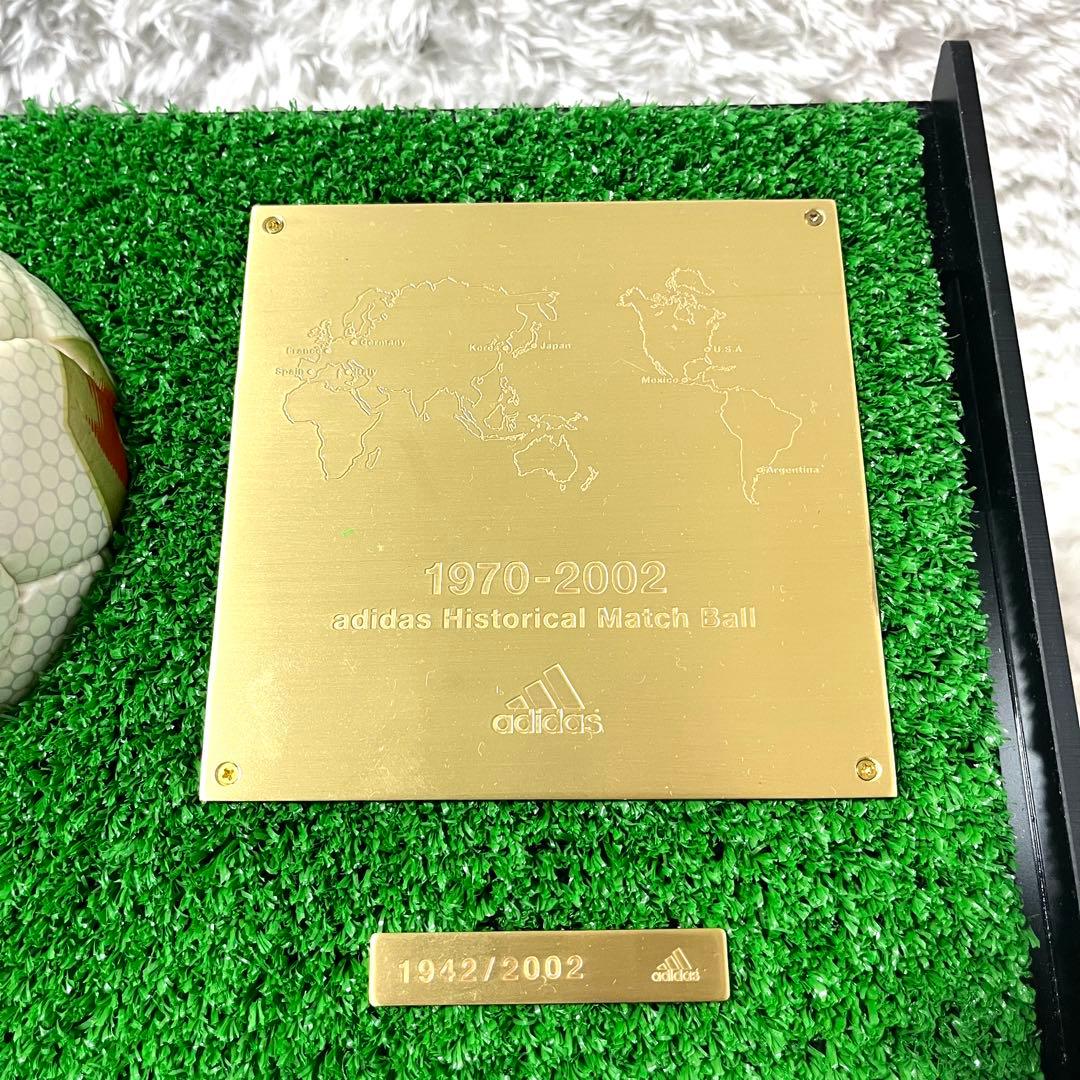 Germany
France
Korea
Japan
U.S.A
Spain
Italy
Mexico
Argentina
1970-2002
adidas Historical Match Ball
adidas
1942/2002
adidas